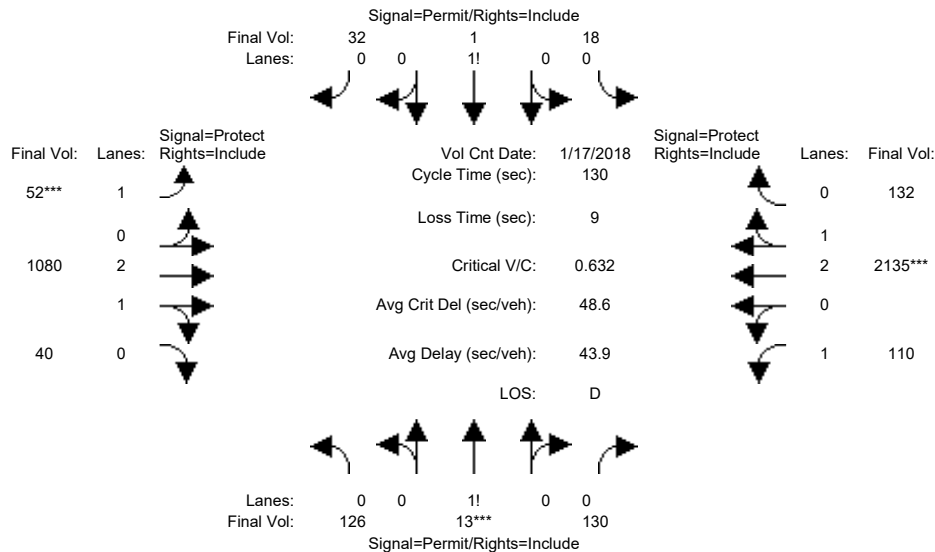 Signal=Permit/Rights=Include
Final Vol: 32 1 18
Lanes: 0 0 1! 0 0
Signal=Protect Signal=Protect
Final Vol: Lanes: Rights=Include Vol Cnt Date: 1/17/2018 Rights=Include Lanes: Final Vol:
Cycle Time (sec): 130
52*** 1 0 132
Loss Time (sec): 9
0 1
1080 2 Critical V/C: 0.632 2 2135***
1 Avg Crit Del (sec/veh): 48.6 0
40 0 Avg Delay (sec/veh): 43.9 1 110
LOS: D
Lanes: 0 0 1! 0 0
Final Vol: 126 13*** 130
Signal=Permit/Rights=Include